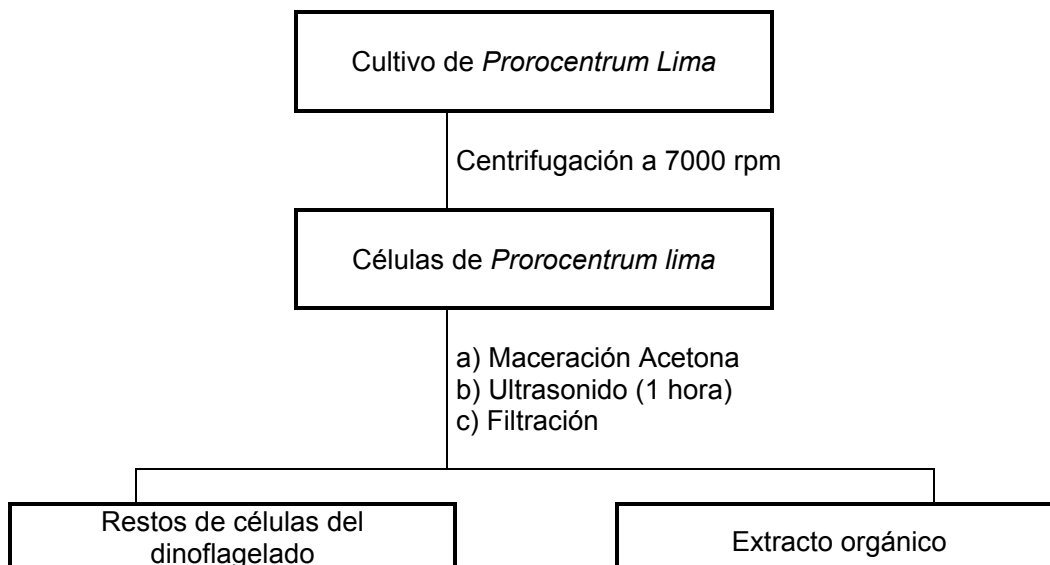 Cultivo de Prorocentrum Lima
Centrifugación a 7000 rpm
Células de Prorocentrum lima
a) Maceración Acetona
b) Ultrasonido (1 hora)
c) Filtración
Restos de células del
dinoflagelado
Extracto orgánico